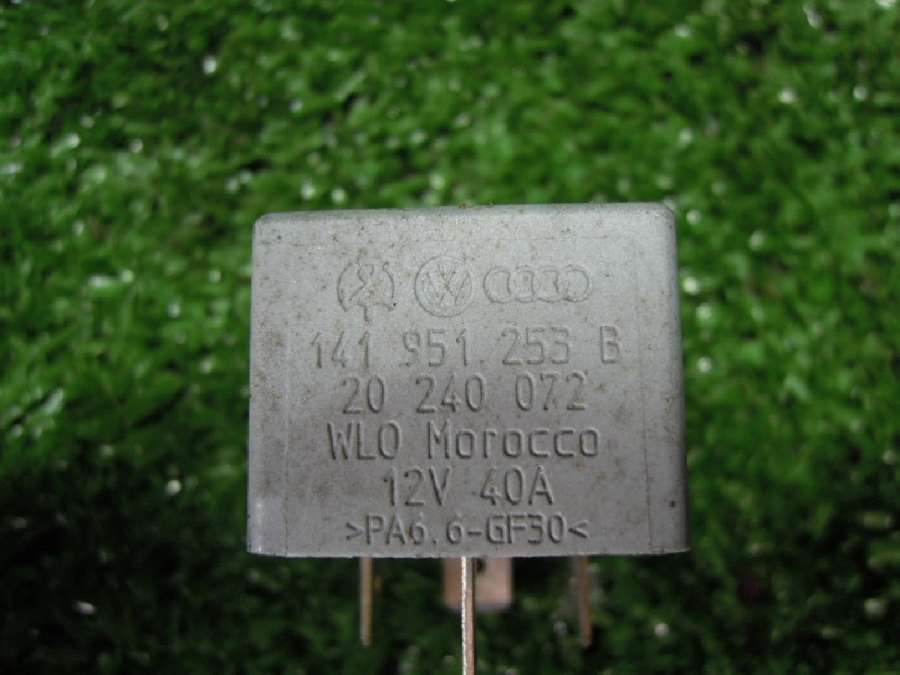 141 951 253 B
20 240 072
WLO Morocco
12V 40A
>PA6.6-GF30<